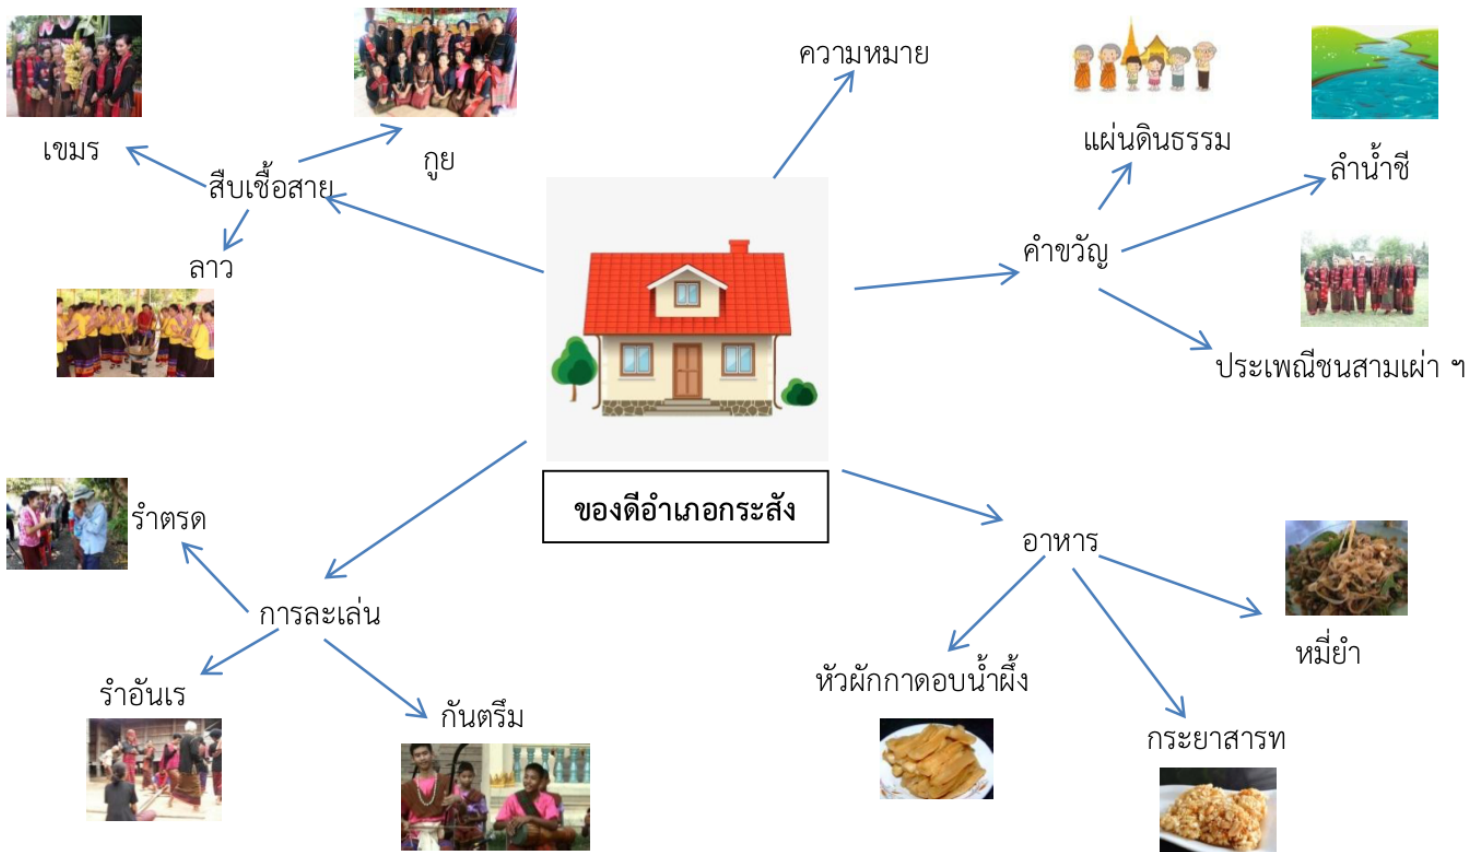 ความหมาย
แผ่นดินธรรม
ลำน้ำชี
คำขวัญ
ประเพณีชนสามเผ่า ฯ
เขมร
กูย
สืบเชื้อสาย
ลาว
ของดีอำเภอกระสัง
รำตรด
การละเล่น
รำอันเร
กันตรึม
อาหาร
หมี่ยำ
หัวผักกาดอบน้ำผึ้ง
กระยาสารท